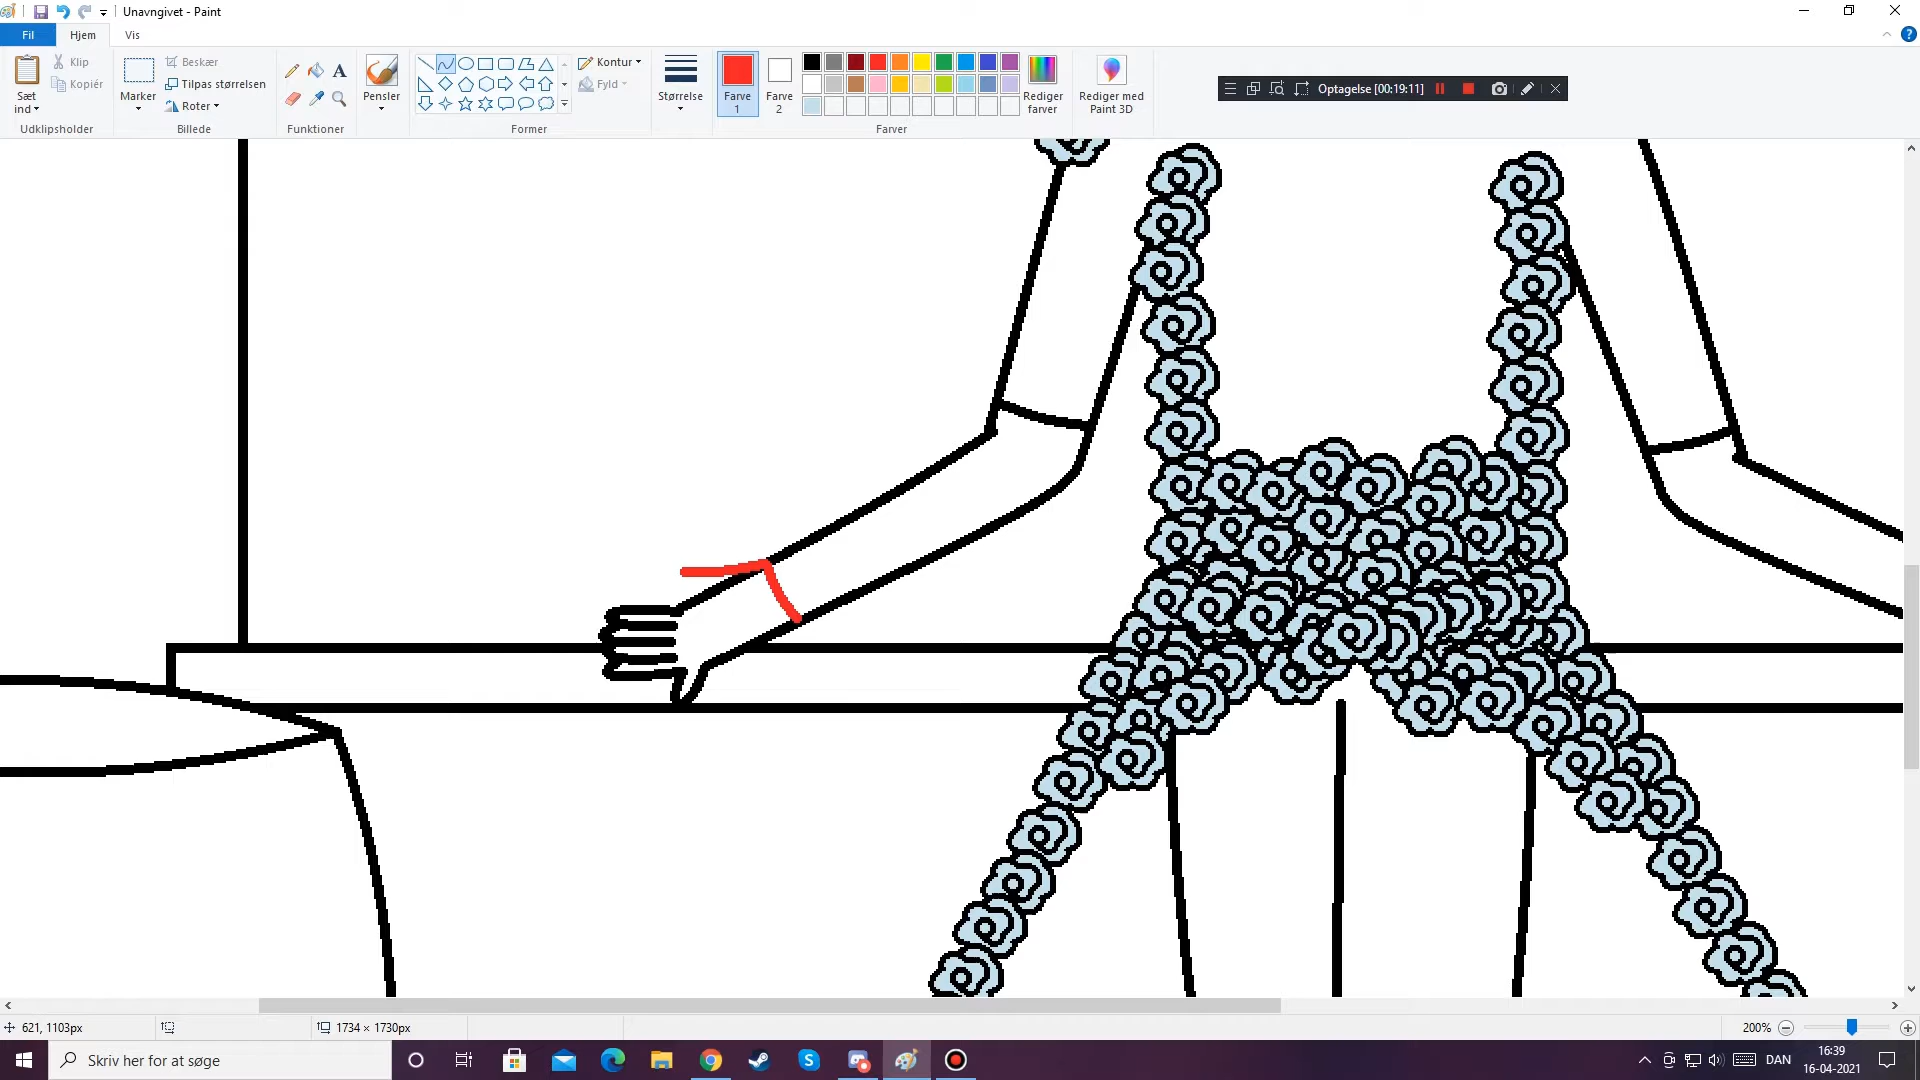 Unavngivet - Paint
Fil Hjem Vis
Optagelse [00:19:11]
Sæt ind
Klip
Kopiér
Udklipsholder
Marker
Beskær
Tilpas størrelsen
Roter
Billede
A
Funktioner
Pensler
Kontur
Fyld
Former
Størrelse
Farve 1
Farve 2
Rediger farver
Farver
Rediger med Paint 3D
621, 1103px
1734 × 1730px
200%
Skriv her for at søge
DAN
16:39
16-04-2021